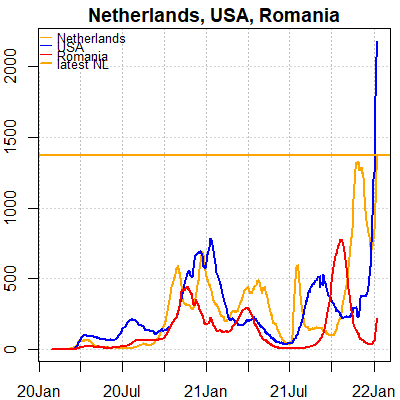 Netherlands, USA, Romania
Netherlands
USA
Romania
latest NL
2000
1500
1000
500
0
20Jan 20Jul 21Jan 21Jul 22Jan